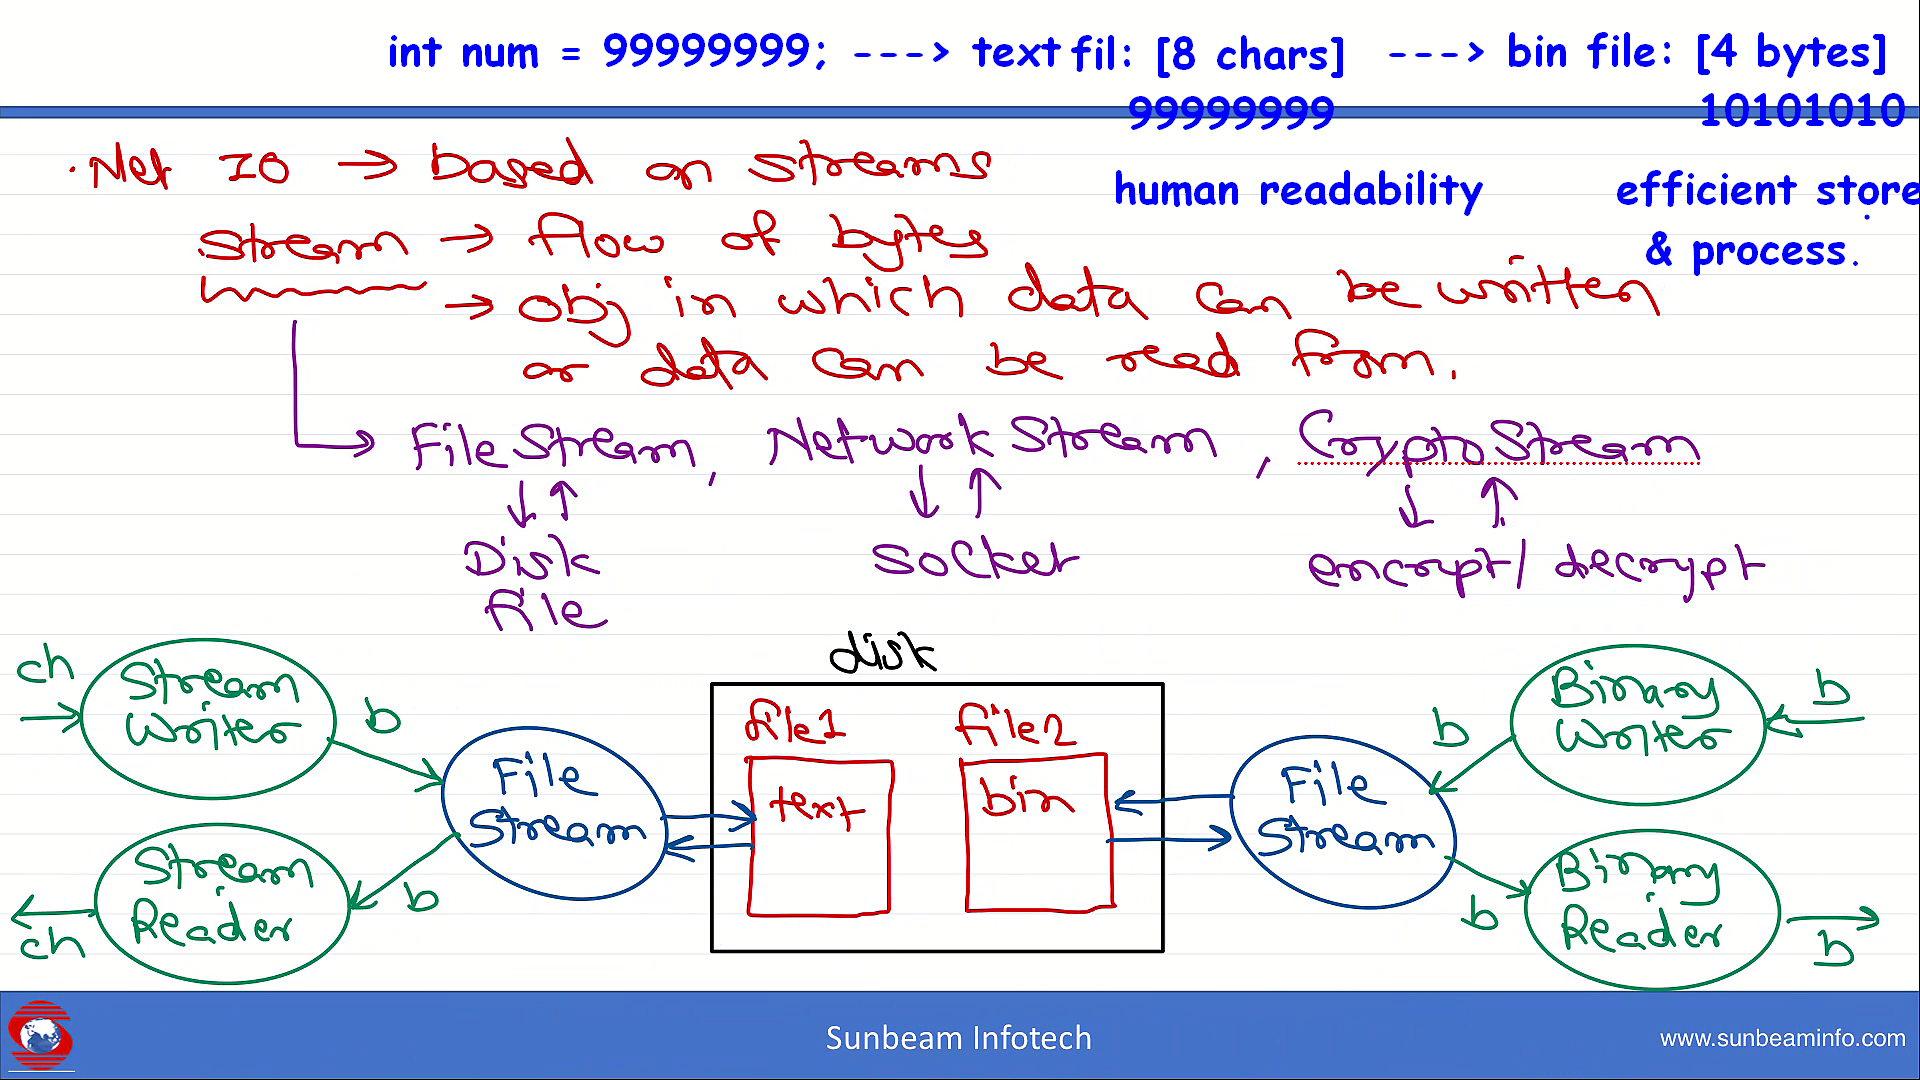 int num = 99999999; ---> text fil: [8 chars] ---> bin file: [4 bytes]
99999999 10101010
human readability efficient store
& process.
. Net IO → based on streams
stream → flow of bytes
→ obj in which data can be written
or data can be read from.
FileStream, NetworkStream, CryptoStream
Disk file
socket
encrypt/decrypt
disk
ch
Stream Writer
b
File Stream
b
Stream Reader
ch
file1
text
file2
bin
File Stream
b
Binary Writer
b
b
Binary Reader
b
Sunbeam Infotech
www.sunbeaminfo.com